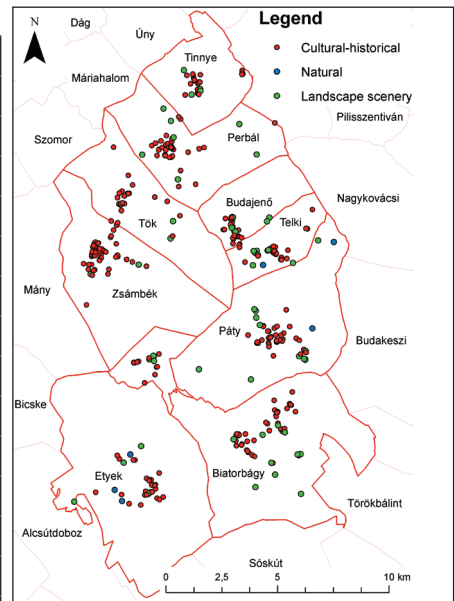 Dág
Úny
N
Legend
Tinnye
Cultural-historical
Natural
Landscape scenery
Máriahalom
Pilisszentiván
Szomor
Perbál
Nagykovácsi
Budajenő
Tök
Telki
Mány
Zsámbék
Páty
Budakeszi
Bicske
Etyek
Biatorbágy
Törökbálint
Alcsútdoboz
Sóskút
0 2,5 5 10 km